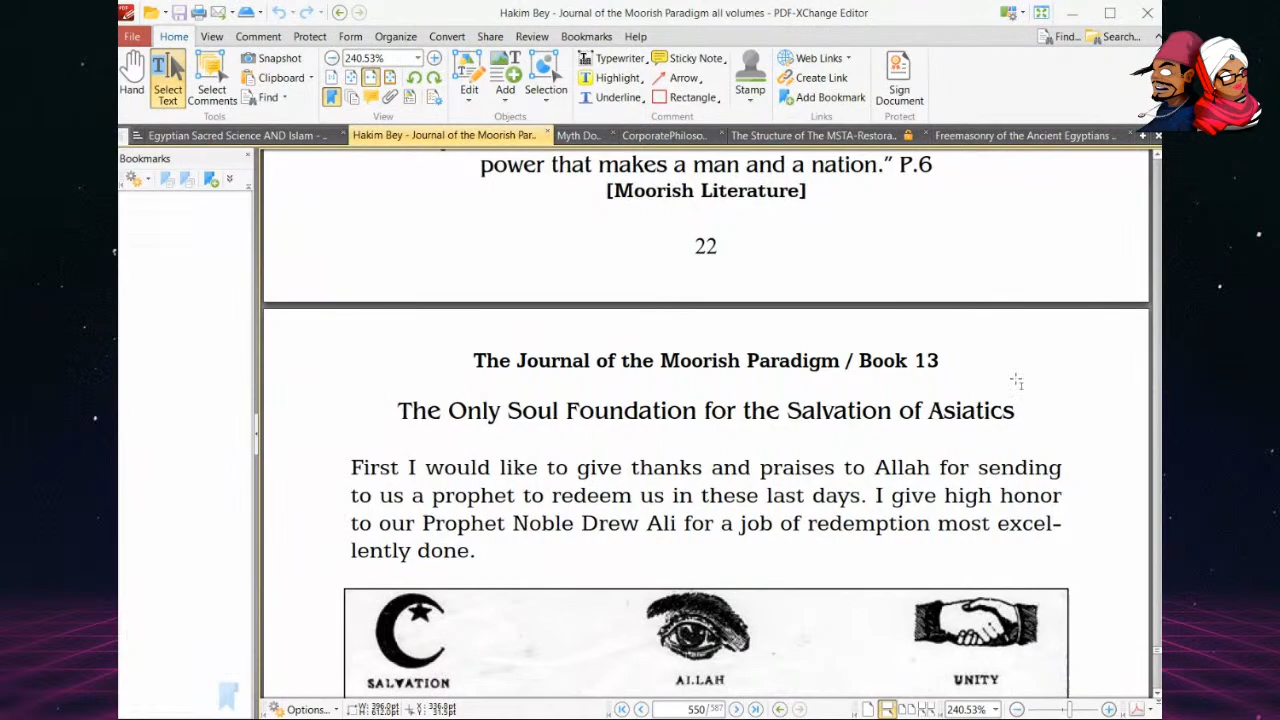 Hakim Bey - Journal of the Moorish Paradigm all volumes - PDF-XChange Editor
File Home View Comment Protect Form Organize Convert Share Review Bookmarks Help Find... Search...
Hand
Select Text
Select Comments
Snapshot
Clipboard
Find
Tools
240.53%
View
Edit
Add
Selection
Objects
Typewriter
Highlight
Underline
Sticky Note
Arrow
Rectangle
Comment
Stamp
Web Links
Create Link
Add Bookmark
Links
Sign Document
Protect
Egyptian Sacred Science AND Islam - ... Hakim Bey - Journal of the Moorish Par... Myth Do... CorporatePhiloso... The Structure of The MSTA-Restora... Freemasonry of the Ancient Egyptians ...
Bookmarks
power that makes a man and a nation.” P.6
[Moorish Literature]
22
The Journal of the Moorish Paradigm / Book 13
The Only Soul Foundation for the Salvation of Asiatics
First I would like to give thanks and praises to Allah for sending
to us a prophet to redeem us in these last days. I give high honor
to our Prophet Noble Drew Ali for a job of redemption most excel-
lently done.
SALVATION ALLAH UNITY
Options... 550 /587 240.53%